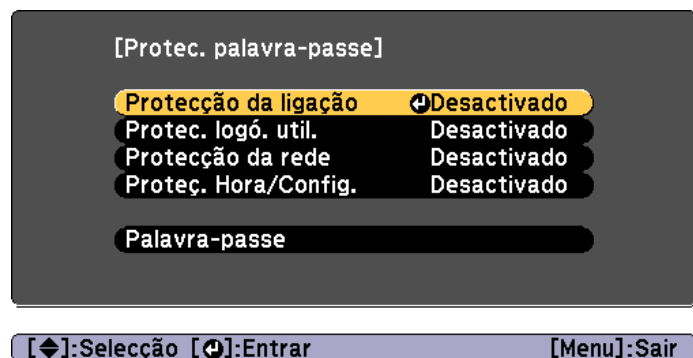 [Protec. palavra-passe]
Protecção da ligação Desactivado
Protec. logó. util. Desactivado
Protecção da rede Desactivado
Proteç. Hora/Config. Desactivado
Palavra-passe
[]:Selecção []:Entrar [Menu]:Sair